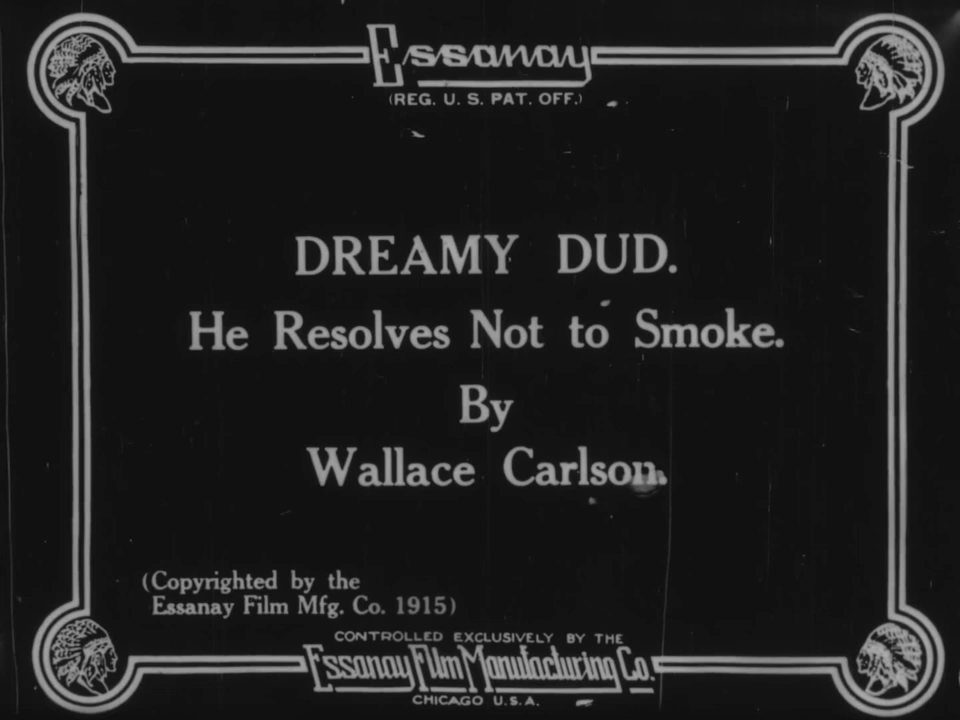 Essanay
(REG. U. S. PAT. OFF.)
DREAMY DUD.
He Resolves Not to Smoke.
By
Wallace Carlson.
(Copyrighted by the
Essanay Film Mfg. Co. 1915)
CONTROLLED EXCLUSIVELY BY THE
Essanay Film Manufacturing Co.
CHICAGO U.S.A.